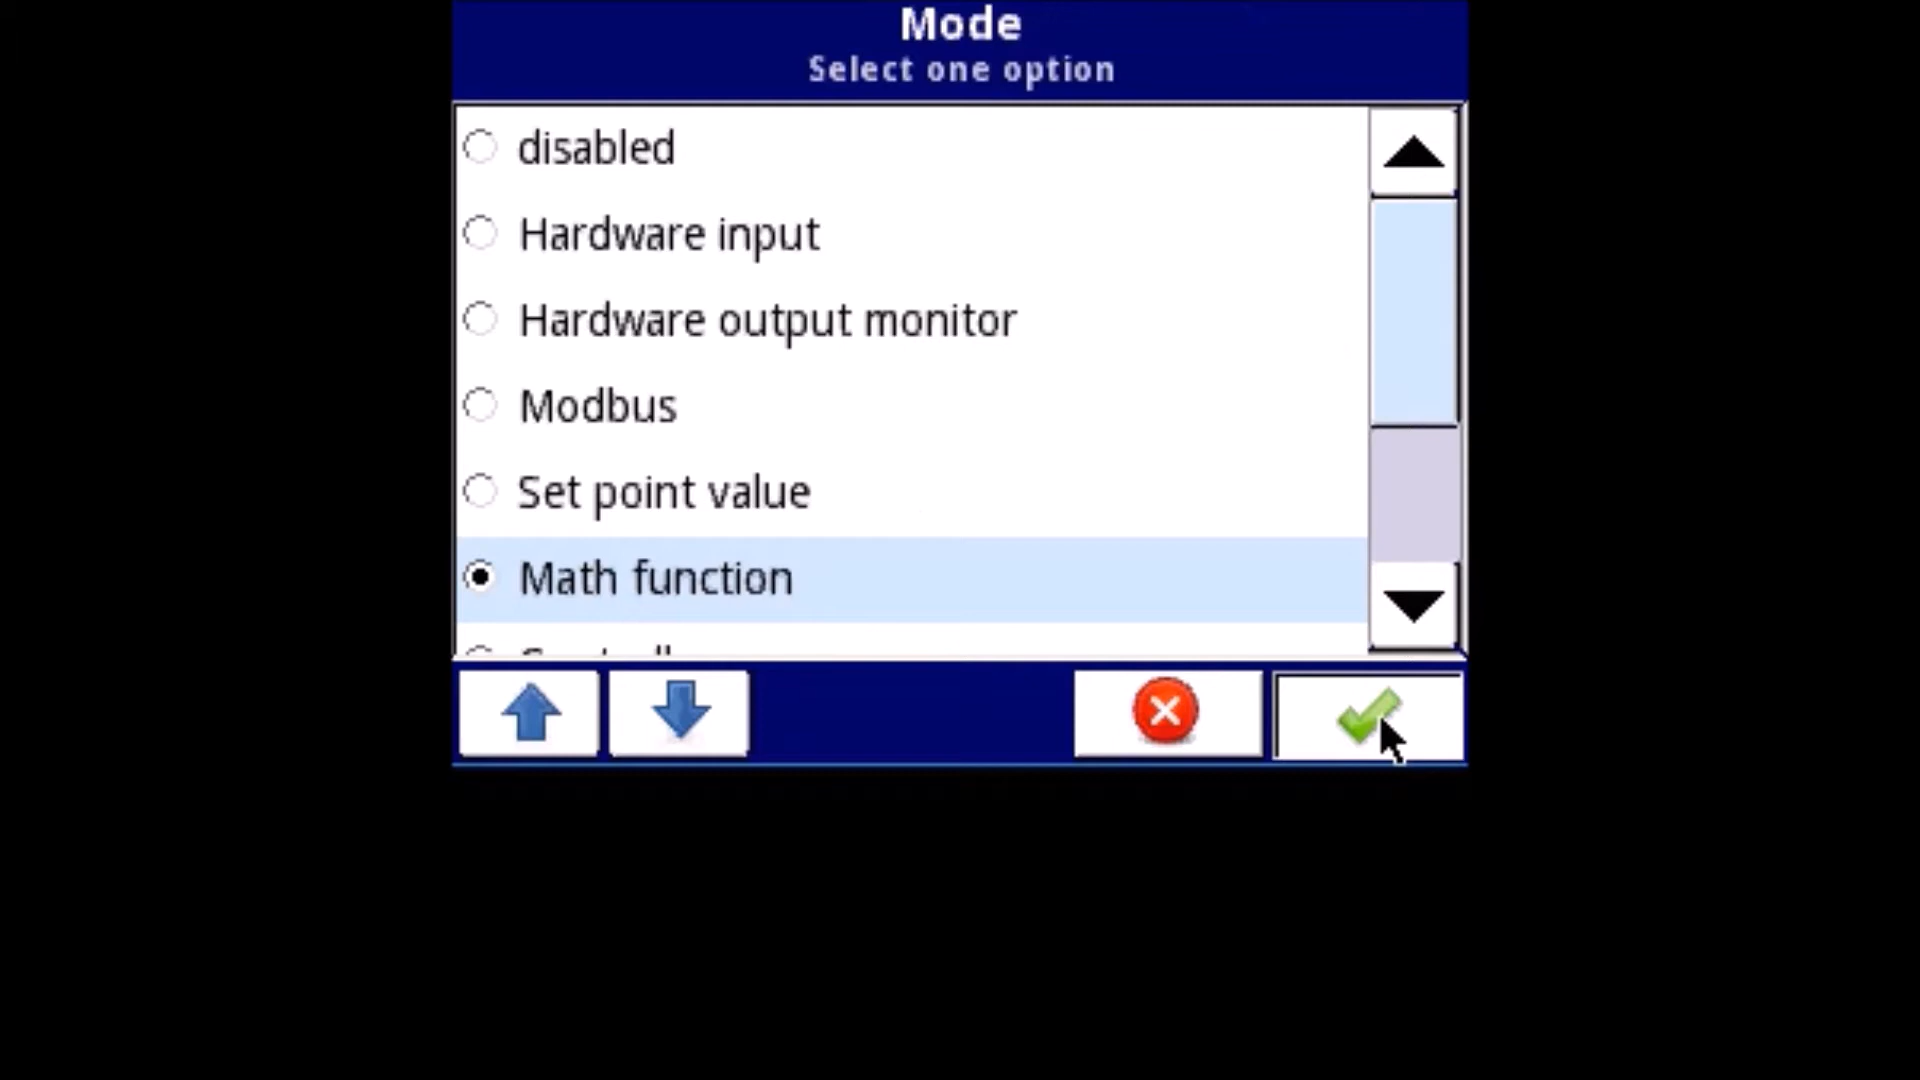 Mode
Select one option
disabled
Hardware input
Hardware output monitor
Modbus
Set point value
Math function